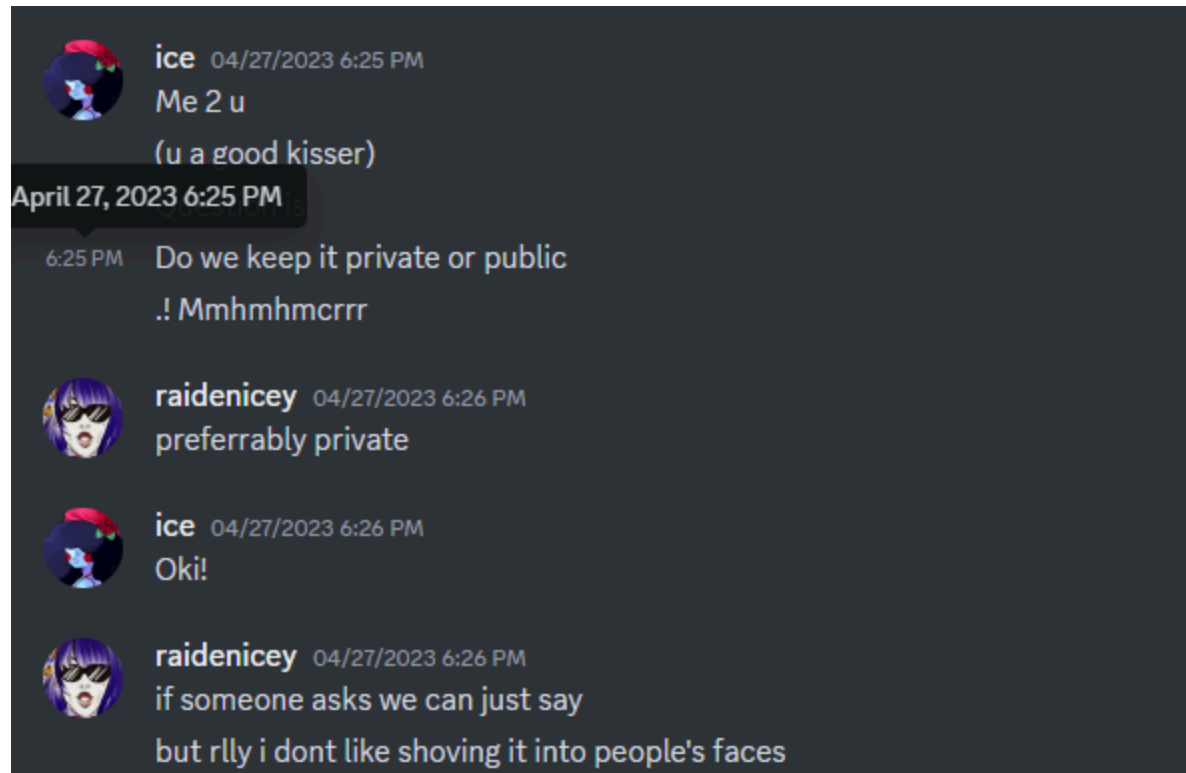 ice 04/27/2023 6:25 PM
Me 2 u
(u a good kisser)
April 27, 2023 6:25 PM
Question is
6:25 PM Do we keep it private or public
.! Mmhmhmcrrr
raidenicey 04/27/2023 6:26 PM
preferrably private
ice 04/27/2023 6:26 PM
Oki!
raidenicey 04/27/2023 6:26 PM
if someone asks we can just say
but rlly i dont like shoving it into people's faces